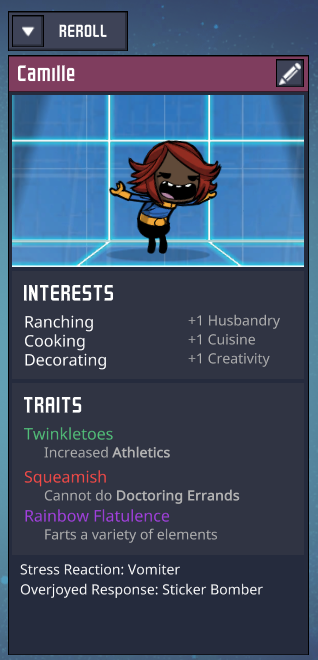 REROLL
Camille
INTERESTS
Ranching +1 Husbandry
Cooking +1 Cuisine
Decorating +1 Creativity
TRAITS
Twinkletoes
Increased Athletics
Squeamish
Cannot do Doctoring Errands
Rainbow Flatulence
Farts a variety of elements
Stress Reaction: Vomiter
Overjoyed Response: Sticker Bomber